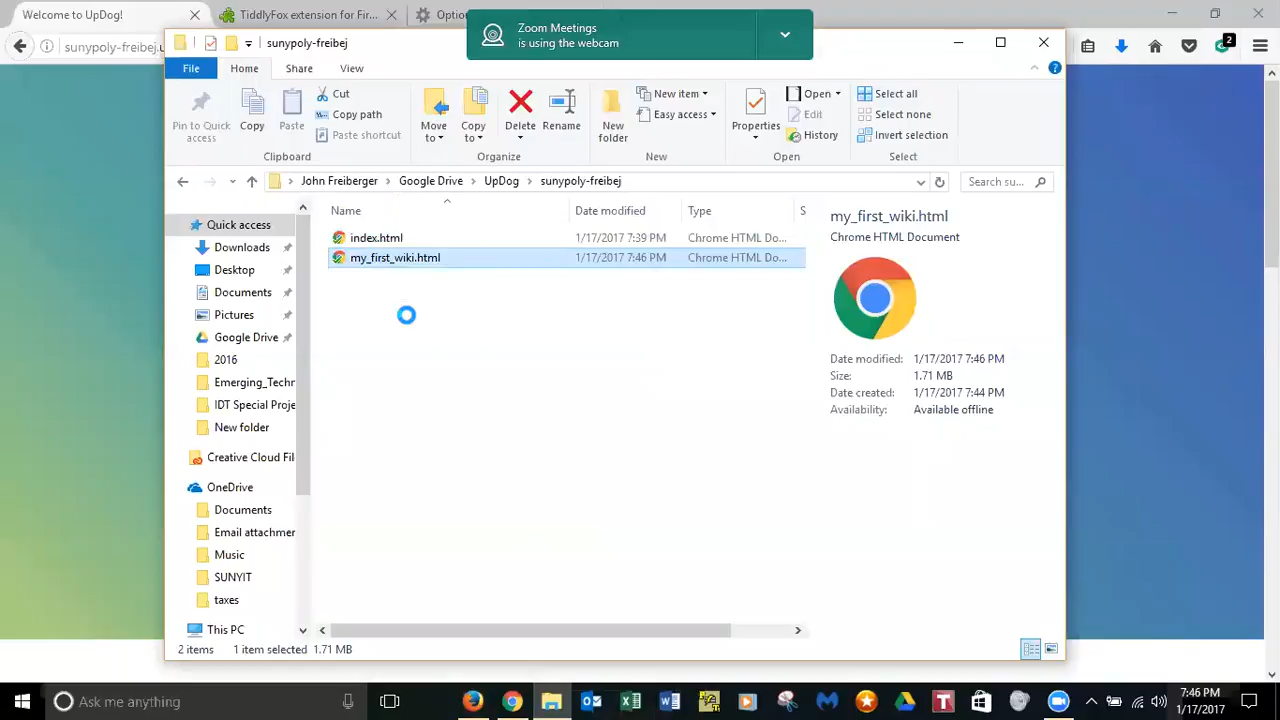 Welcome to UpDog!
TiddlyFox extension for Fir...
Optio
sunypoly-freibej.u
2
Zoom Meetings
is using the webcam
sunypoly-freibej
File
Home
Share
View
Pin to Quick access
Copy
Paste
Cut
Copy path
Paste shortcut
Clipboard
Move to
Copy to
Delete
Rename
Organize
New folder
New item
Easy access
New
Properties
Open
Edit
History
Open
Select all
Select none
Invert selection
Select
John Freiberger > Google Drive > UpDog > sunypoly-freibej
Search su...
Quick access
Downloads
Desktop
Documents
Pictures
Google Drive
2016
Emerging_Techn
IDT Special Proje
New folder
Creative Cloud Fil
OneDrive
Documents
Email attachmen
Music
SUNYIT
taxes
This PC
Name Date modified Type S
index.html 1/17/2017 7:39 PM Chrome HTML Do...
my_first_wiki.html 1/17/2017 7:46 PM Chrome HTML Do...
my_first_wiki.html
Chrome HTML Document
Date modified: 1/17/2017 7:46 PM
Size: 1.71 MB
Date created: 1/17/2017 7:44 PM
Availability: Available offline
2 items 1 item selected 1.71 MB
Ask me anything
7:46 PM
1/17/2017